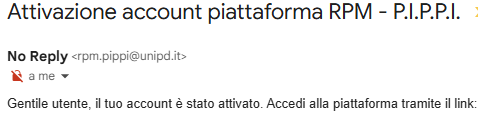 Attivazione account piattaforma RPM - P.I.P.P.I.
No Reply <rpm.pippi@unipd.it>
a me
Gentile utente, il tuo account è stato attivato. Accedi alla piattaforma tramite il link: